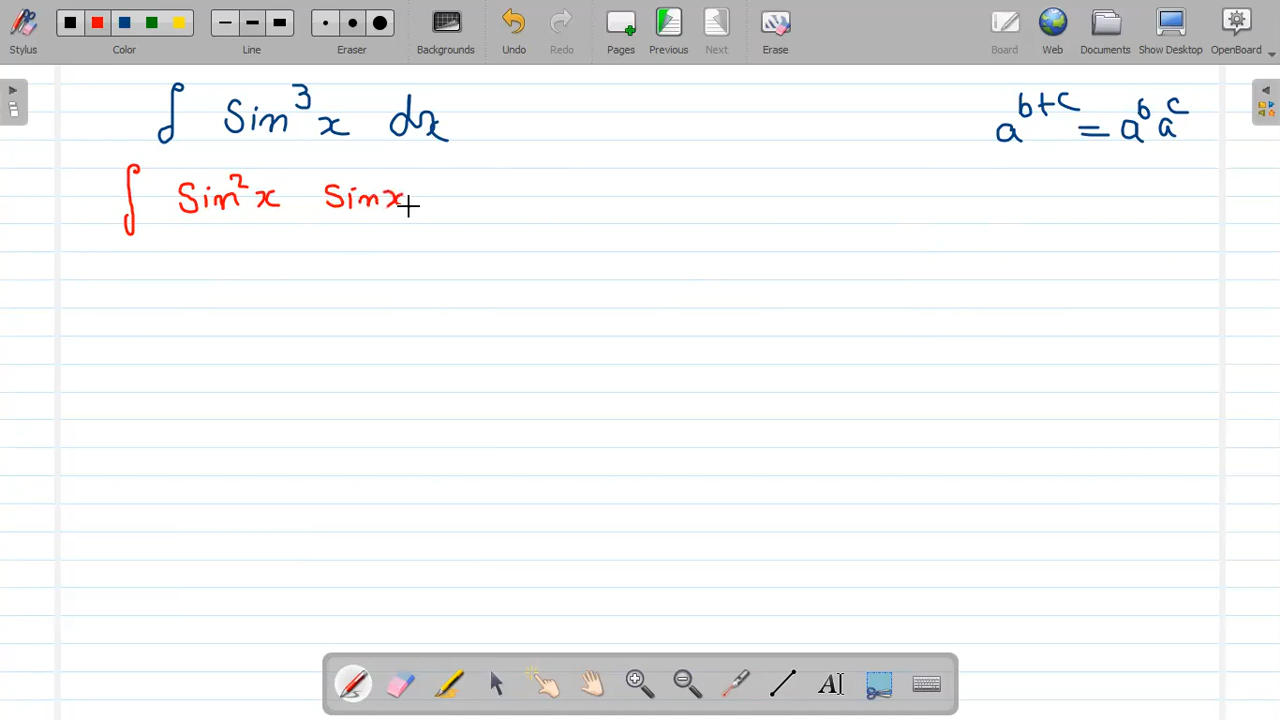 Stylus Color Line Eraser Backgrounds Undo Redo Pages Previous Next Erase Board Web Documents Show Desktop OpenBoard
∫ Sin³x dx
a^{b+c} = a^b a^c
∫ Sin²x Sinx